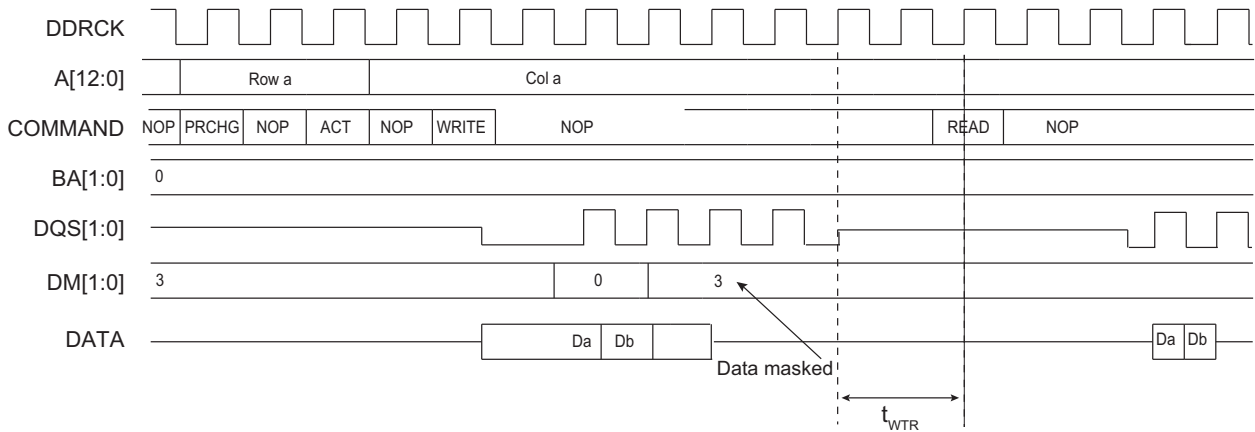 DDRCK
A[12:0] Row a Col a
COMMAND NOP PRCHG NOP ACT NOP WRITE NOP READ NOP
BA[1:0] 0
DQS[1:0]
DM[1:0] 3 0 3
DATA Da Db Da Db
Data masked
tWTR